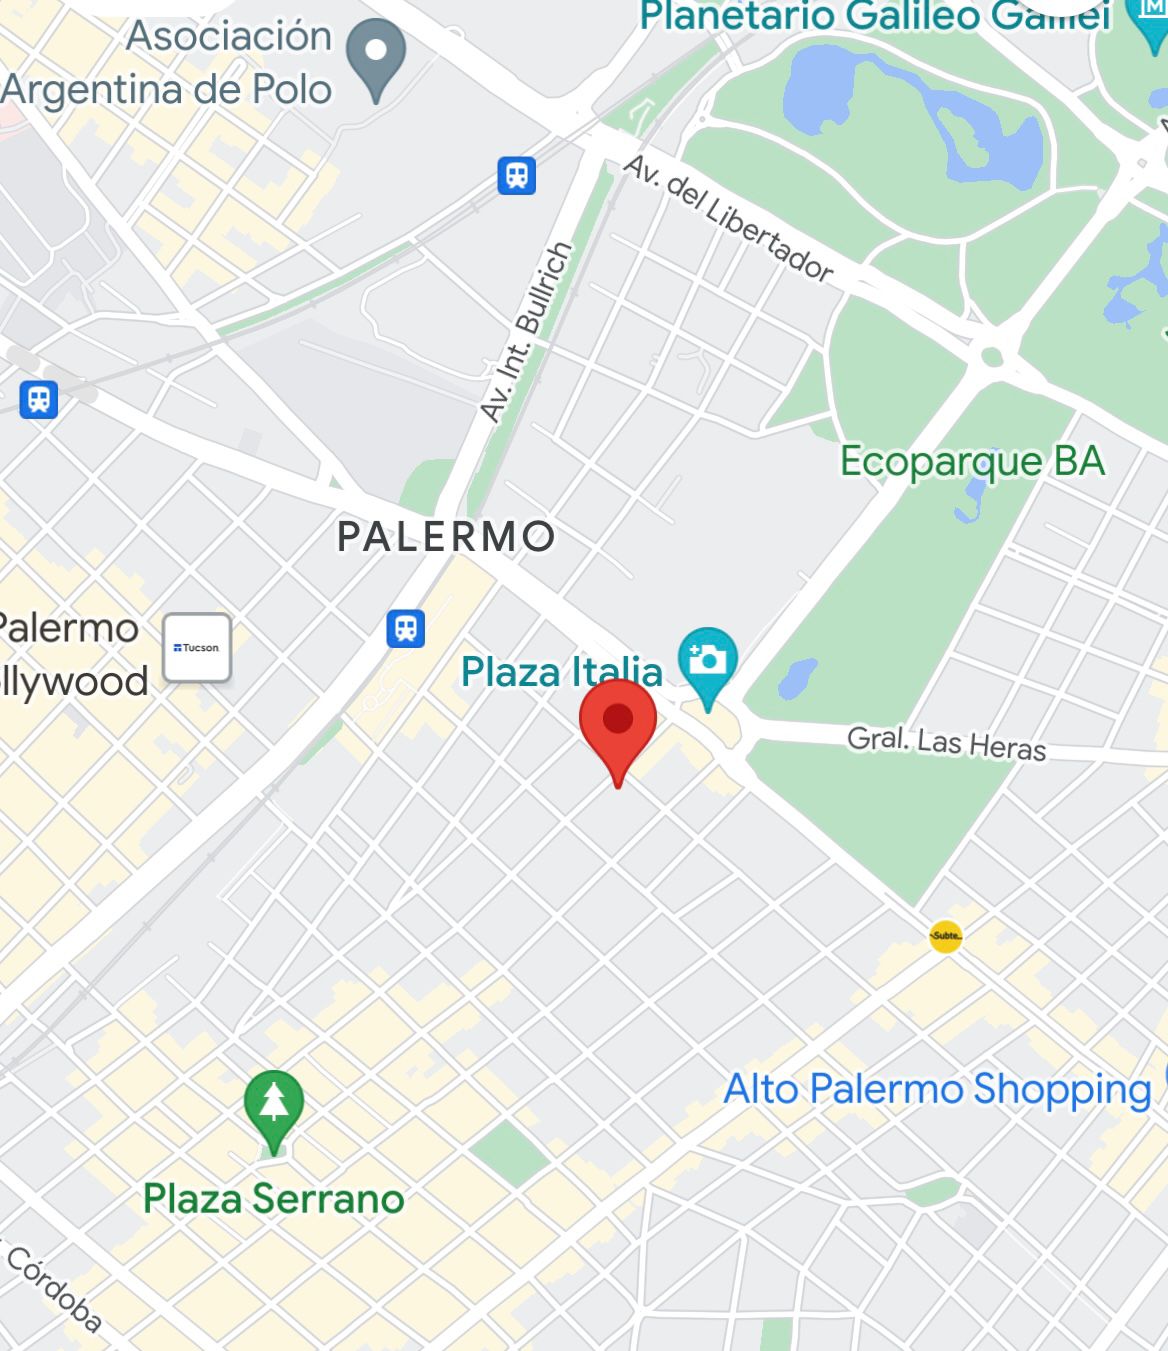 Planetario Galileo Galilei
Asociación
Argentina de Polo
Av. del Libertador
Av. Int. Bullrich
Ecoparque BA
PALERMO
Palermo
Tucson
llywood
Plaza Italia
Gral. Las Heras
Subte...
Alto Palermo Shopping
Plaza Serrano
Córdoba